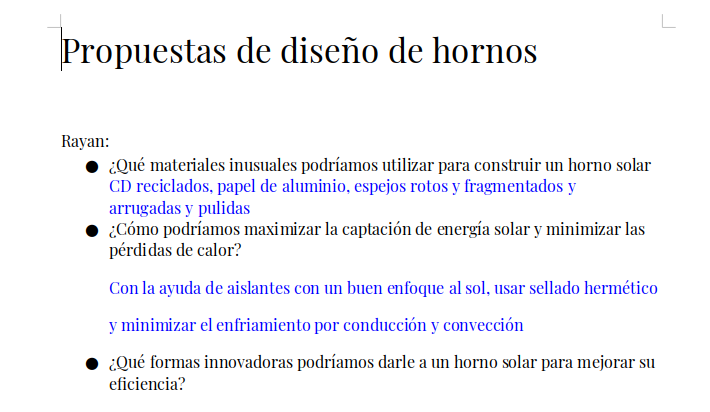 Propuestas de diseño de hornos
Rayan:
● ¿Qué materiales inusuales podríamos utilizar para construir un horno solar
CD reciclados, papel de aluminio, espejos rotos y fragmentados y
arrugadas y pulidas
● ¿Cómo podríamos maximizar la captación de energía solar y minimizar las
pérdidas de calor?
Con la ayuda de aislantes con un buen enfoque al sol, usar sellado hermético
y minimizar el enfriamiento por conducción y convección
● ¿Qué formas innovadoras podríamos darle a un horno solar para mejorar su
eficiencia?